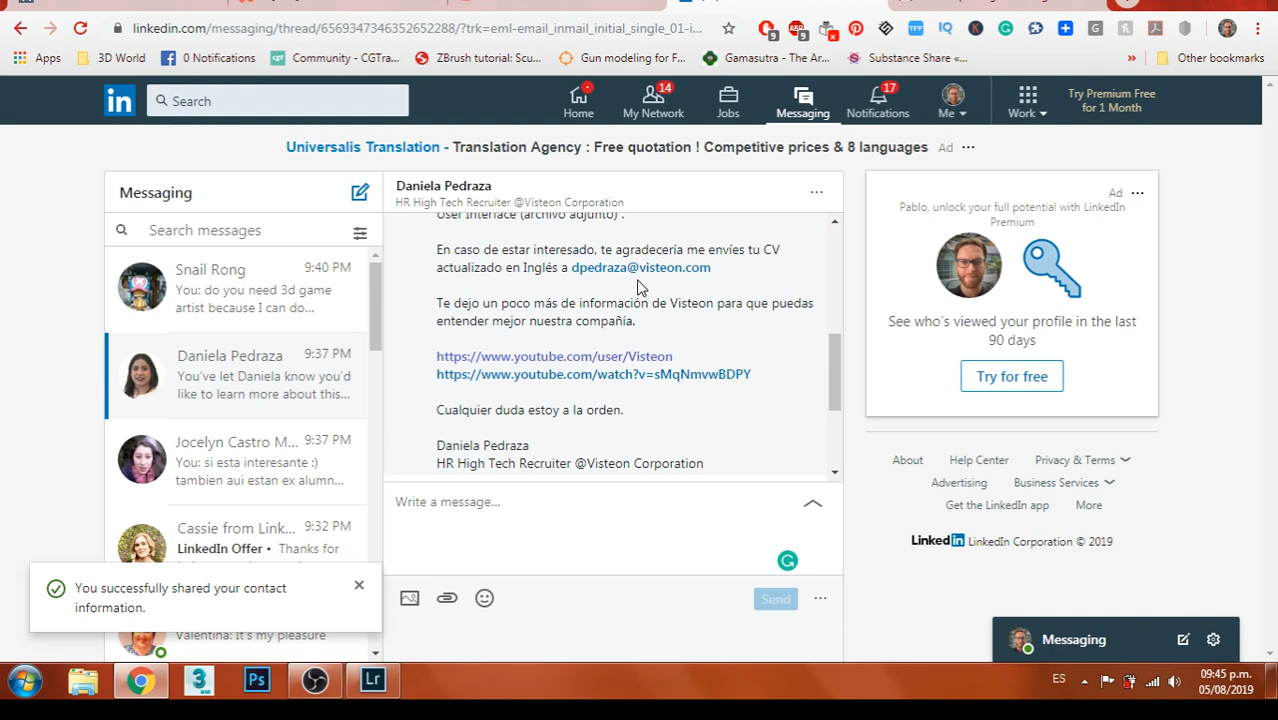 linkedin.com/messaging/thread/6569347346352652288/?trk=eml-email_inmail_initial_single_01-i...
Apps
3D World
0 Notifications
Community - CGTra...
ZBrush tutorial: Scu...
Gun modeling for F...
Gamasutra - The Ar...
Substance Share «...
»
Other bookmarks
in
Search
Home
14
My Network
Jobs
Messaging
17
Notifications
Me
Work
Try Premium Free
for 1 Month
Universalis Translation - Translation Agency : Free quotation ! Competitive prices & 8 languages Ad ...
Messaging
Search messages
Snail Rong
9:40 PM
You: do you need 3d game
artist because I can do...
Daniela Pedraza
9:37 PM
You've let Daniela know you'd
like to learn more about this...
Jocelyn Castro M...
9:37 PM
You: si esta interesante :)
tambien aui estan ex alumn...
Cassie from Link...
9:32 PM
LinkedIn Offer • Thanks for
Valentina: It's my pleasure
You successfully shared your contact
information.
Daniela Pedraza
HR High Tech Recruiter @Visteon Corporation
User Interface (archivo adjunto) .
En caso de estar interesado, te agradecería me envíes tu CV
actualizado en Inglés a dpedraza@visteon.com
Te dejo un poco más de información de Visteon para que puedas
entender mejor nuestra compañía.
https://www.youtube.com/user/Visteon
https://www.youtube.com/watch?v=sMqNmvwBDPY
Cualquier duda estoy a la orden.
Daniela Pedraza
HR High Tech Recruiter @Visteon Corporation
Write a message...
Send
Ad ...
Pablo, unlock your full potential with LinkedIn
Premium
See who's viewed your profile in the last
90 days
Try for free
About
Help Center
Privacy & Terms
Advertising
Business Services
Get the LinkedIn app
More
Linked in LinkedIn Corporation © 2019
Messaging
3
Ps
Lr
ES
09:45 p.m.
05/08/2019